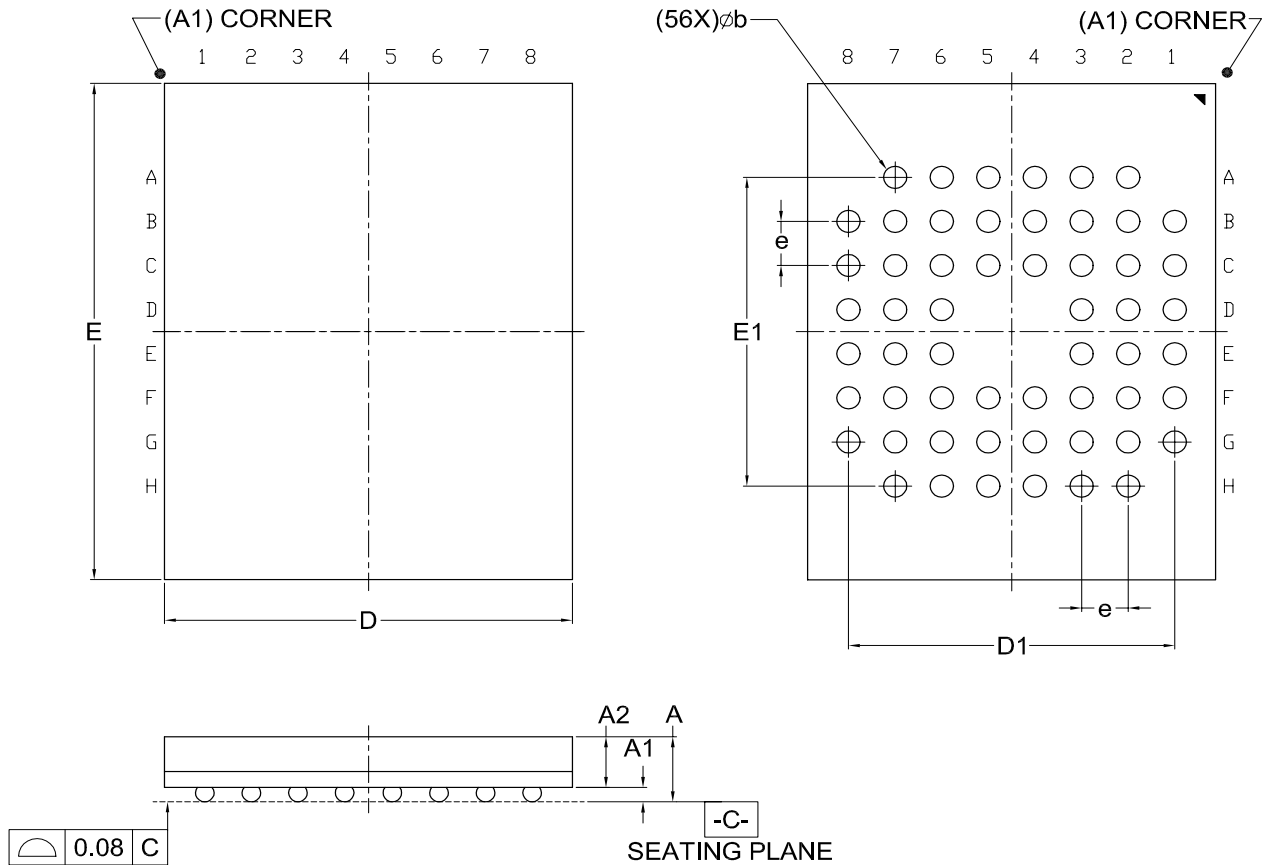 (A1) CORNER
(56X)⌀b
(A1) CORNER
1 2 3 4 5 6 7 8
8 7 6 5 4 3 2 1
A
B
C
D
E
F
G
H
E
D
A
B
C
D
E
F
G
H
e
E1
e
D1
A2
A
A1
-C-
SEATING PLANE
0.08 C